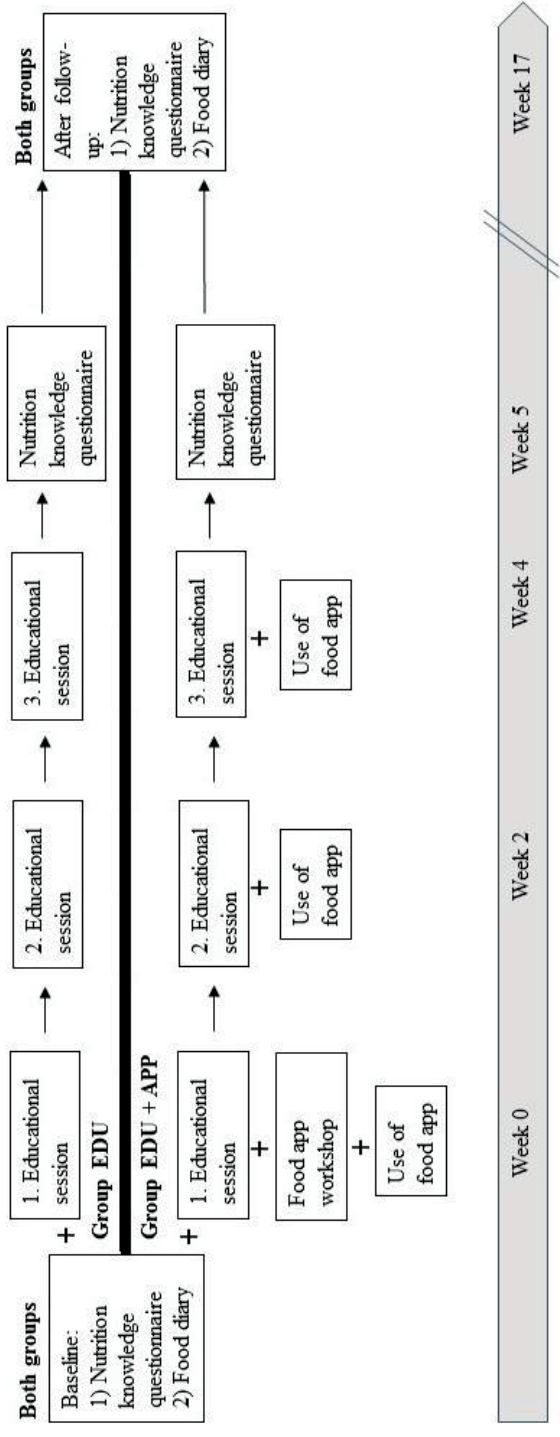 Both groups
Baseline:
1) Nutrition
knowledge
questionnaire
2) Food diary
+
1. Educational
session
2. Educational
session
3. Educational
session
Nutrition
knowledge
questionnaire
Group EDU
Group EDU + APP
+
1. Educational
session
+
Food app
workshop
+
Use of
food app
2. Educational
session
+
Use of
food app
3. Educational
session
+
Use of
food app
Nutrition
knowledge
questionnaire
Both groups
After follow-
up:
1) Nutrition
knowledge
questionnaire
2) Food diary
Week 0
Week 2
Week 4
Week 5
Week 17